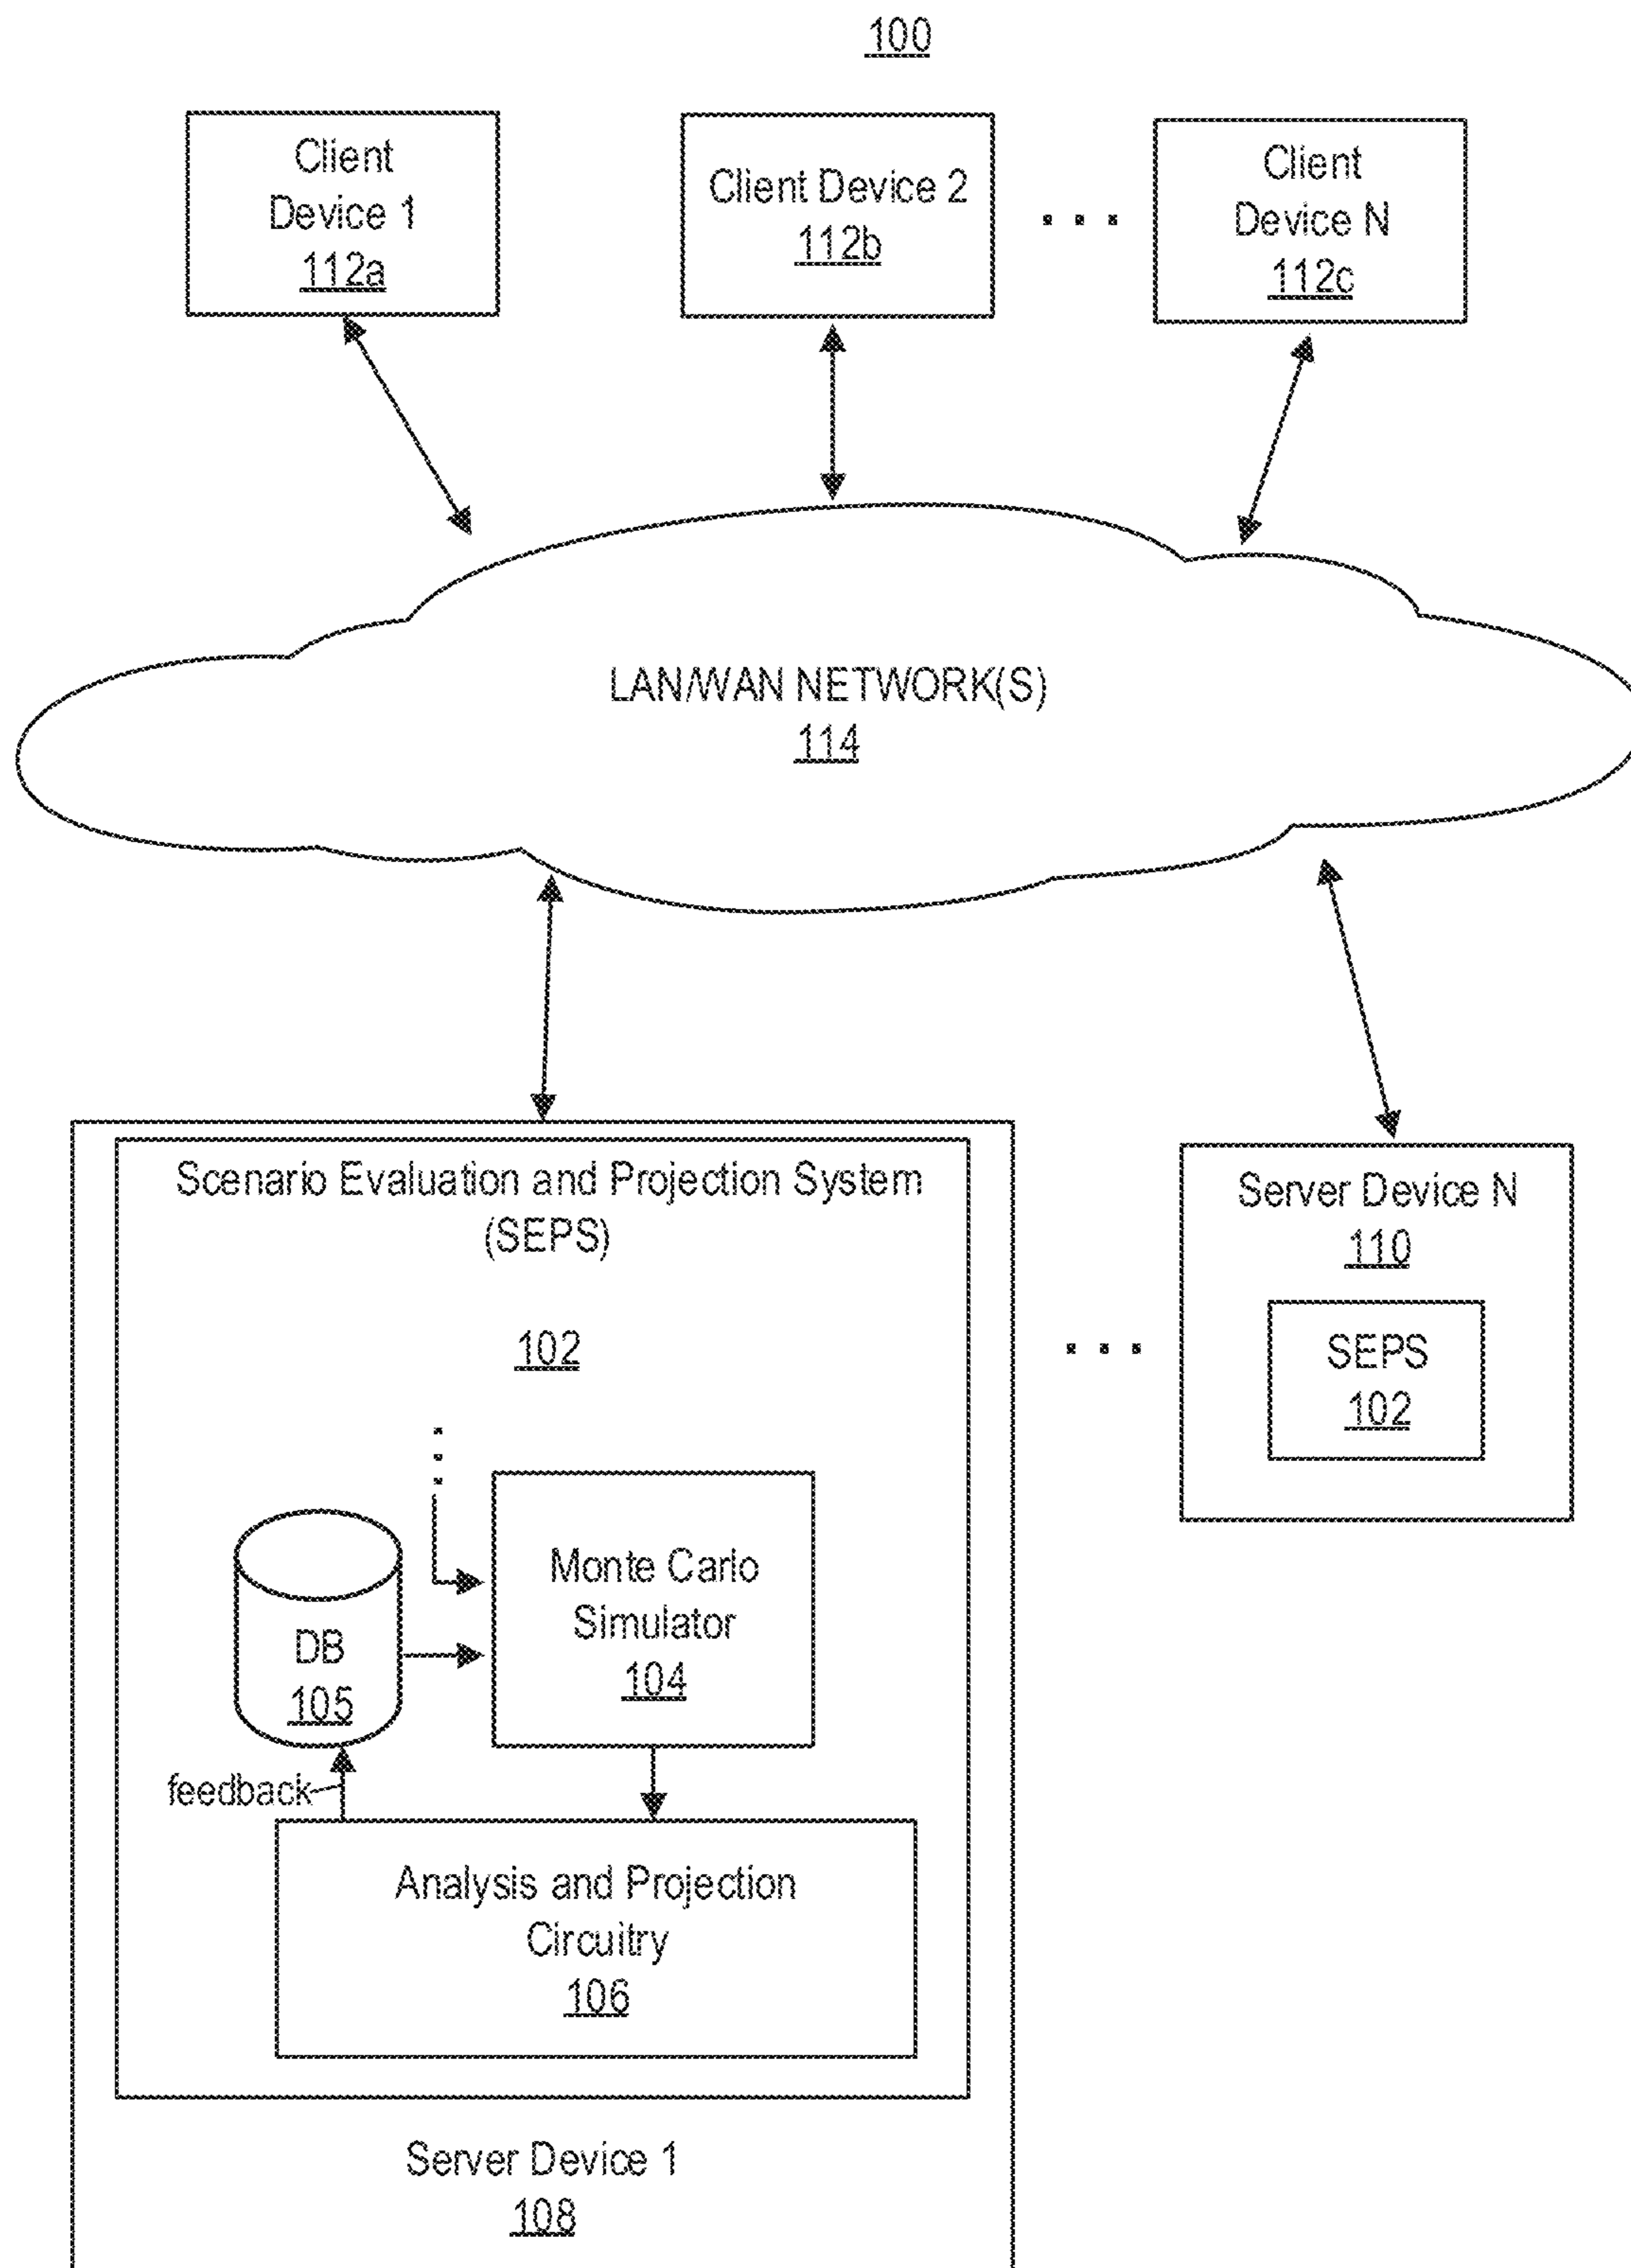 100
Client
Device 1
112a
Client Device 2
112b
Client
Device N
112c
LAN/WAN NETWORK(S)
114
Scenario Evaluation and Projection System
(SEPS)
102
Monte Carlo
Simulator
104
DB
105
feedback
Analysis and Projection
Circuitry
106
Server Device 1
108
Server Device N
110
SEPS
102